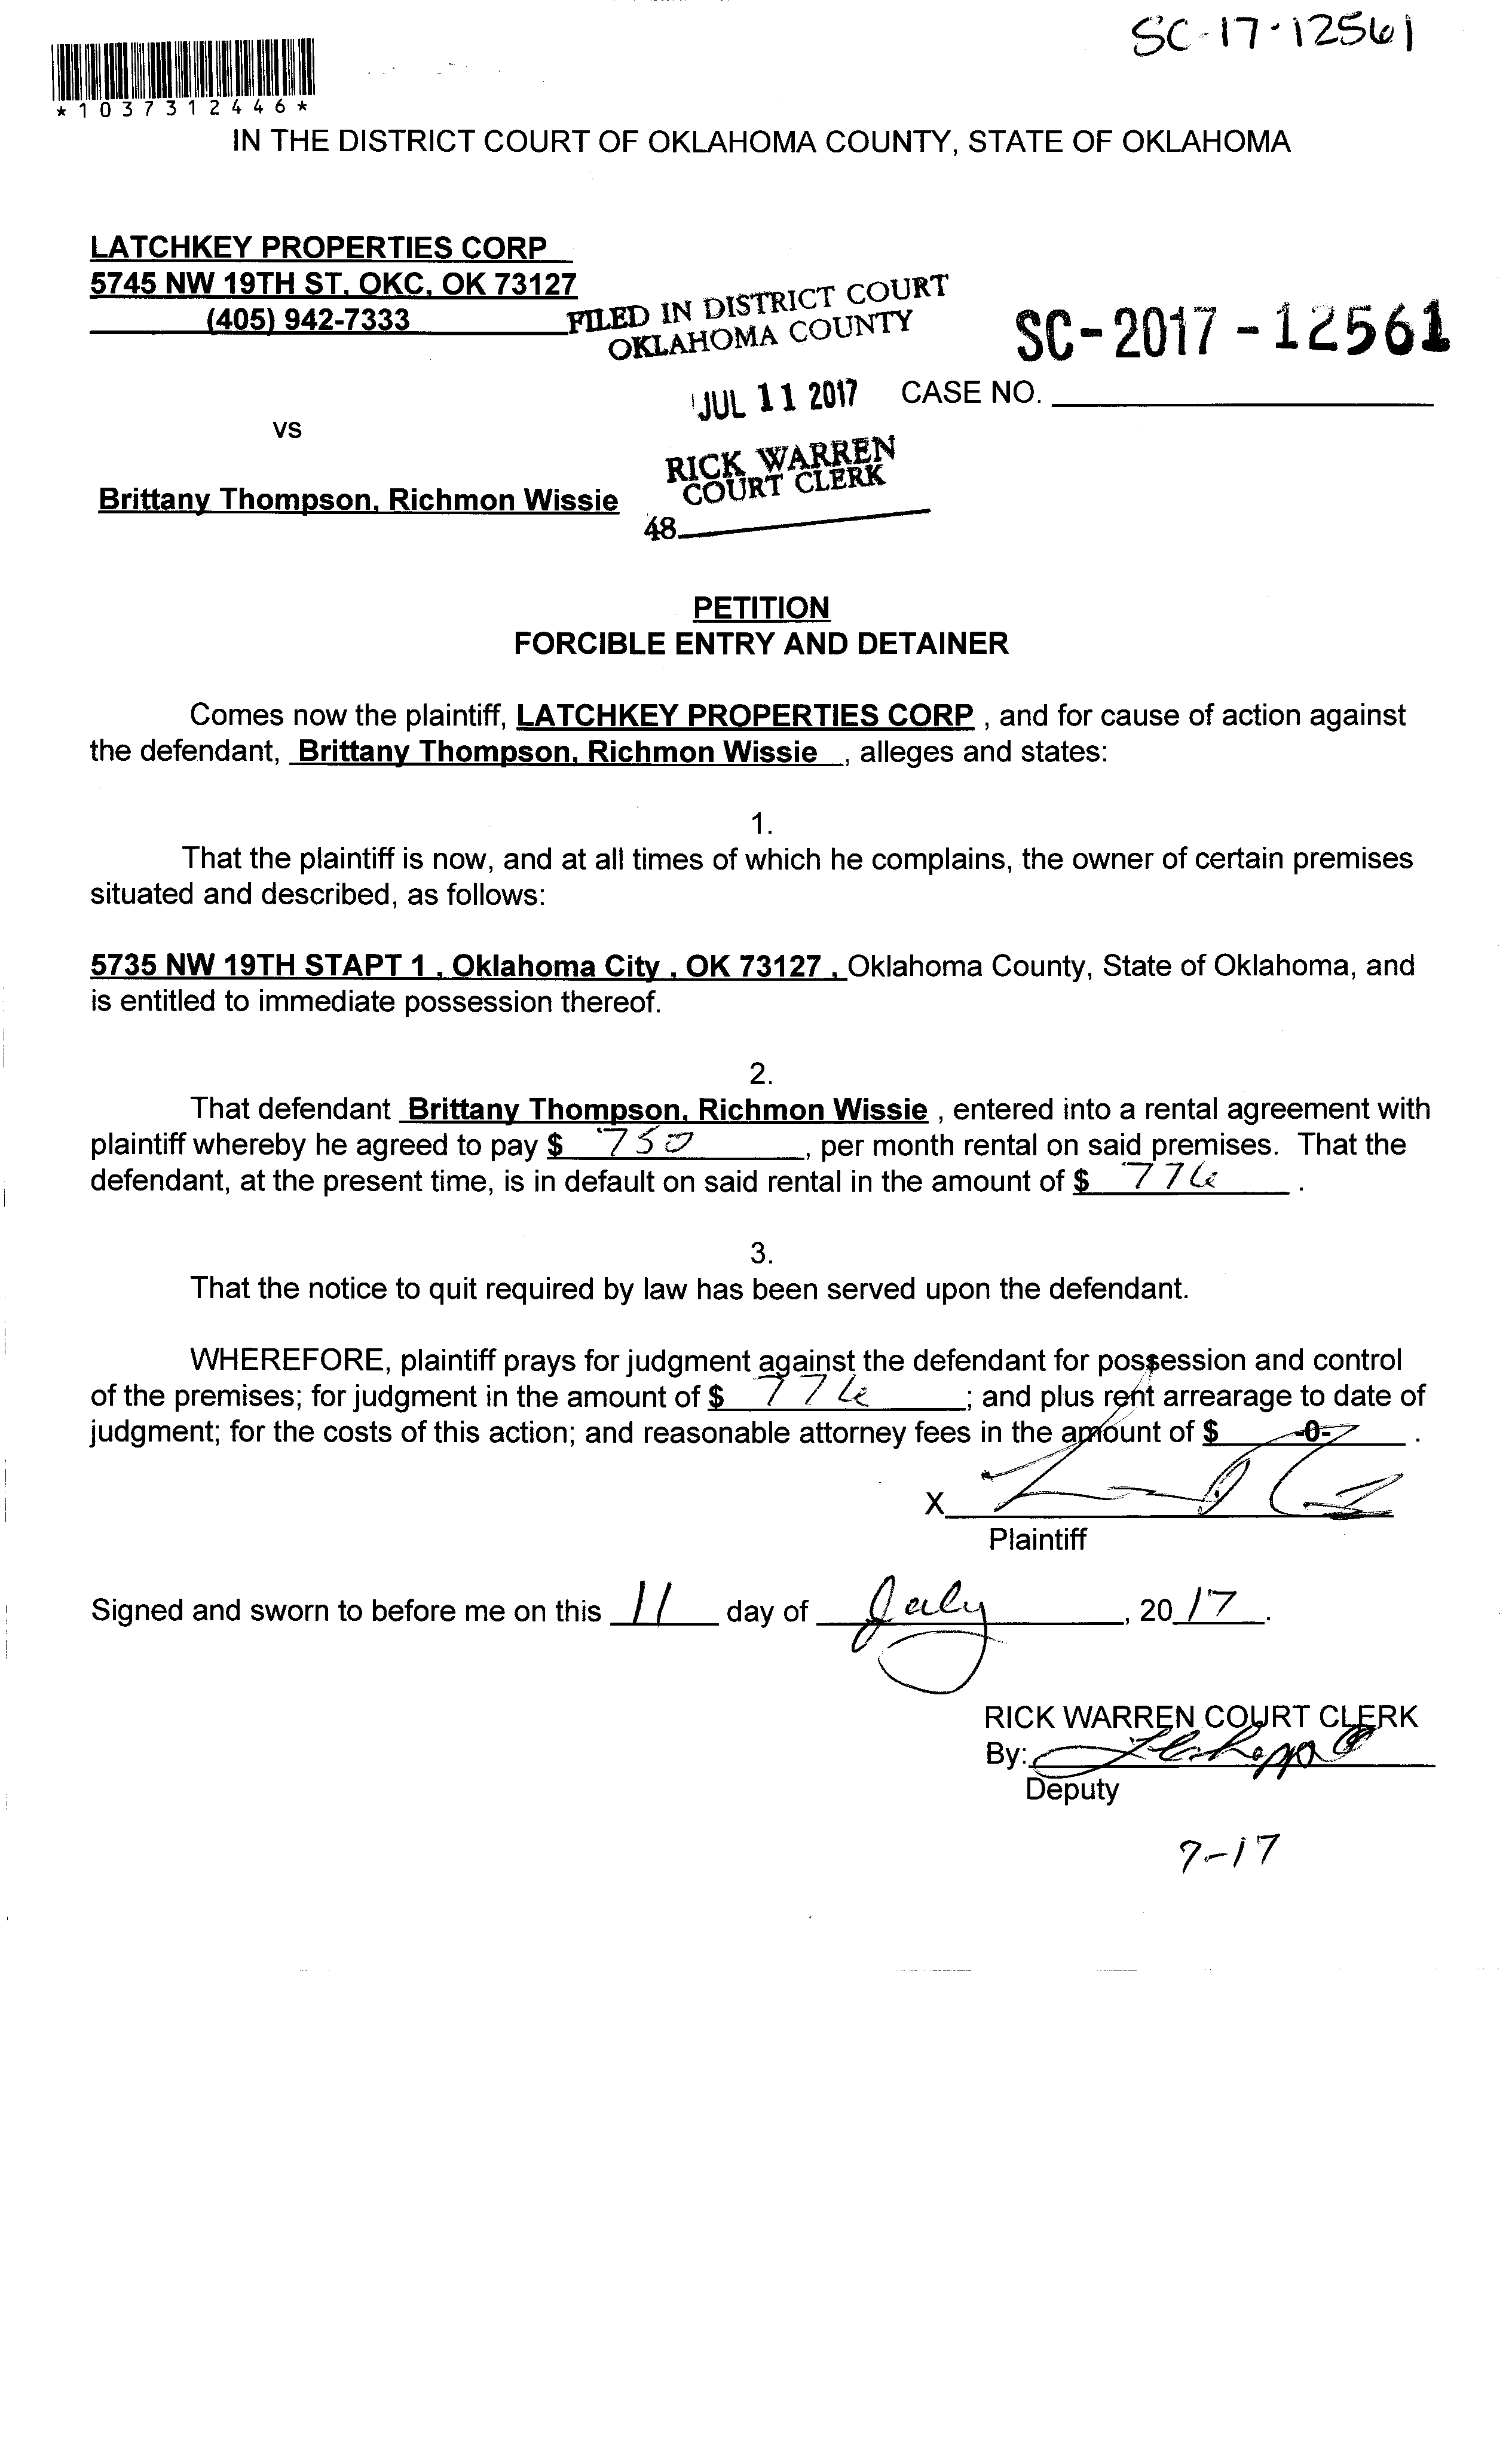 SC-17-12561
*1037312446*
IN THE DISTRICT COURT OF OKLAHOMA COUNTY, STATE OF OKLAHOMA
LATCHKEY PROPERTIES CORP
5745 NW 19TH ST, OKC, OK 73127
(405) 942-7333
FILED IN DISTRICT COURT
OKLAHOMA COUNTY
SC-2017-12561
JUL 11 2017
CASE NO.
vs
RICK WARREN
COURT CLERK
Brittany Thompson, Richmon Wissie
48
PETITION
FORCIBLE ENTRY AND DETAINER
Comes now the plaintiff, LATCHKEY PROPERTIES CORP , and for cause of action against
the defendant, Brittany Thompson, Richmon Wissie , alleges and states:
1.
That the plaintiff is now, and at all times of which he complains, the owner of certain premises
situated and described, as follows:
5735 NW 19TH STAPT 1 , Oklahoma City , OK 73127 , Oklahoma County, State of Oklahoma, and
is entitled to immediate possession thereof.
2.
That defendant Brittany Thompson, Richmon Wissie , entered into a rental agreement with
plaintiff whereby he agreed to pay $ 750 , per month rental on said premises. That the
defendant, at the present time, is in default on said rental in the amount of $ 776 .
3.
That the notice to quit required by law has been served upon the defendant.
WHEREFORE, plaintiff prays for judgment against the defendant for possession and control
of the premises; for judgment in the amount of $ 776 ; and plus rent arrearage to date of
judgment; for the costs of this action; and reasonable attorney fees in the amount of $ -0- .
X
Plaintiff
Signed and sworn to before me on this 11 day of July , 20 17 .
RICK WARREN COURT CLERK
By:
Deputy
7-17